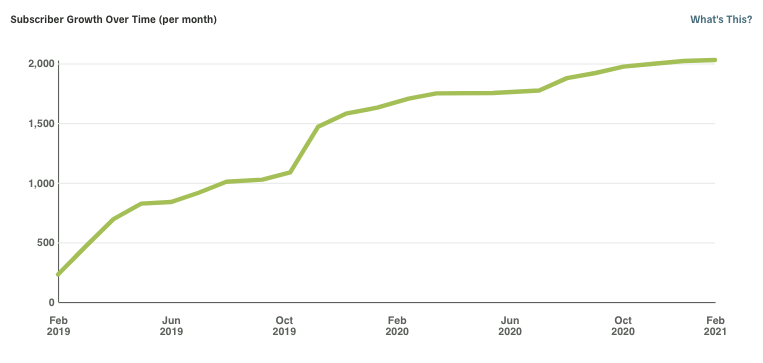 Subscriber Growth Over Time (per month) What's This?
2,000
1,500
1,000
500
0
Feb Jun Oct Feb Jun Oct Feb
2019 2019 2019 2020 2020 2020 2021